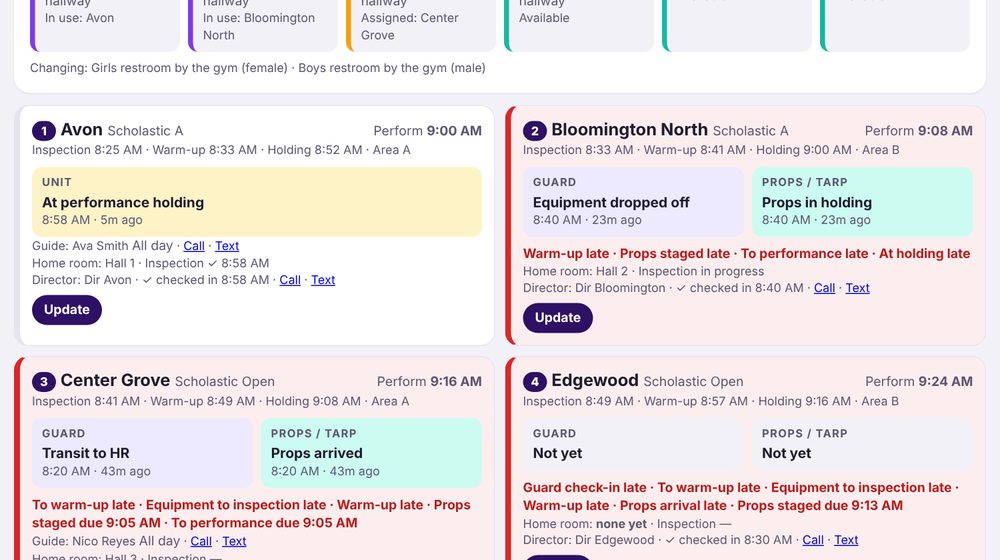 hallway
In use: Avon
hallway
In use: Bloomington
North
hallway
Assigned: Center
Grove
hallway
Available
Changing: Girls restroom by the gym (female) · Boys restroom by the gym (male)
1 Avon Scholastic A Perform 9:00 AM
Inspection 8:25 AM · Warm-up 8:33 AM · Holding 8:52 AM · Area A
UNIT
At performance holding
8:58 AM · 5m ago
Guide: Ava Smith All day · Call · Text
Home room: Hall 1 · Inspection ✓ 8:58 AM
Director: Dir Avon · ✓ checked in 8:58 AM · Call · Text
Update
2 Bloomington North Scholastic A Perform 9:08 AM
Inspection 8:33 AM · Warm-up 8:41 AM · Holding 9:00 AM · Area B
GUARD
Equipment dropped off
8:40 AM · 23m ago
PROPS / TARP
Props in holding
8:40 AM · 23m ago
Warm-up late · Props staged late · To performance late · At holding late
Home room: Hall 2 · Inspection in progress
Director: Dir Bloomington · ✓ checked in 8:40 AM · Call · Text
Update
3 Center Grove Scholastic Open Perform 9:16 AM
Inspection 8:41 AM · Warm-up 8:49 AM · Holding 9:08 AM · Area A
GUARD
Transit to HR
8:20 AM · 43m ago
PROPS / TARP
Props arrived
8:20 AM · 43m ago
To warm-up late · Equipment to inspection late · Warm-up late · Props
staged due 9:05 AM · To performance due 9:05 AM
Guide: Nico Reyes All day · Call · Text
Home room: Hall 3 · Inspection —
4 Edgewood Scholastic Open Perform 9:24 AM
Inspection 8:49 AM · Warm-up 8:57 AM · Holding 9:16 AM · Area B
GUARD
Not yet
PROPS / TARP
Not yet
Guard check-in late · To warm-up late · Equipment to inspection late ·
Warm-up late · Props arrival late · Props staged due 9:13 AM
Home room: none yet · Inspection —
Director: Dir Edgewood · ✓ checked in 8:30 AM · Call · Text